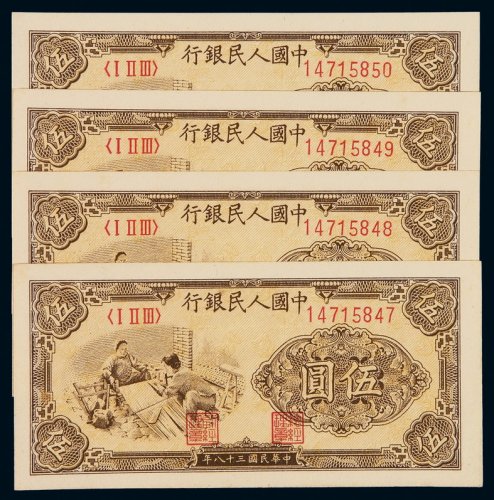 伍 伍
中國人民銀行
〈I II III〉 14715850
伍 伍
中國人民銀行
〈I II III〉 14715849
伍 伍
中國人民銀行
〈I II III〉 14715848
伍 伍
中國人民銀行
〈I II III〉 14715847
伍圓
伍 伍
中華民國三十八年